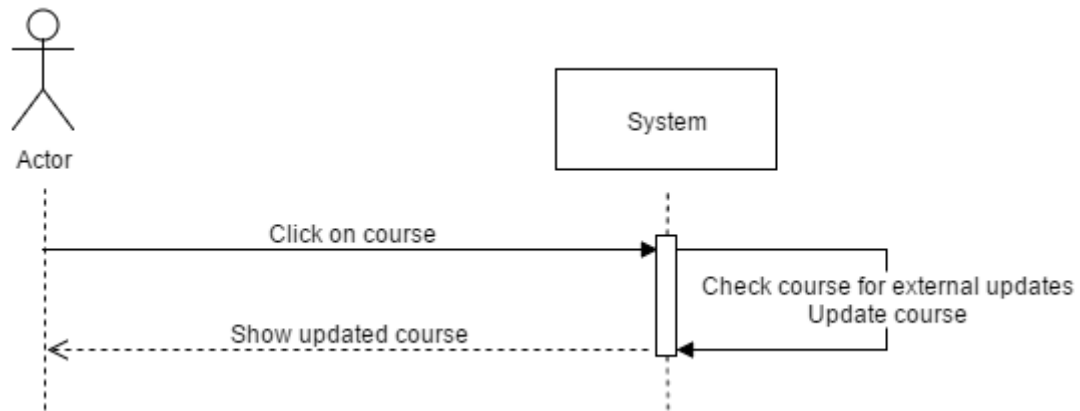 System
Actor
Click on course
Check course for external updates
Update course
Show updated course